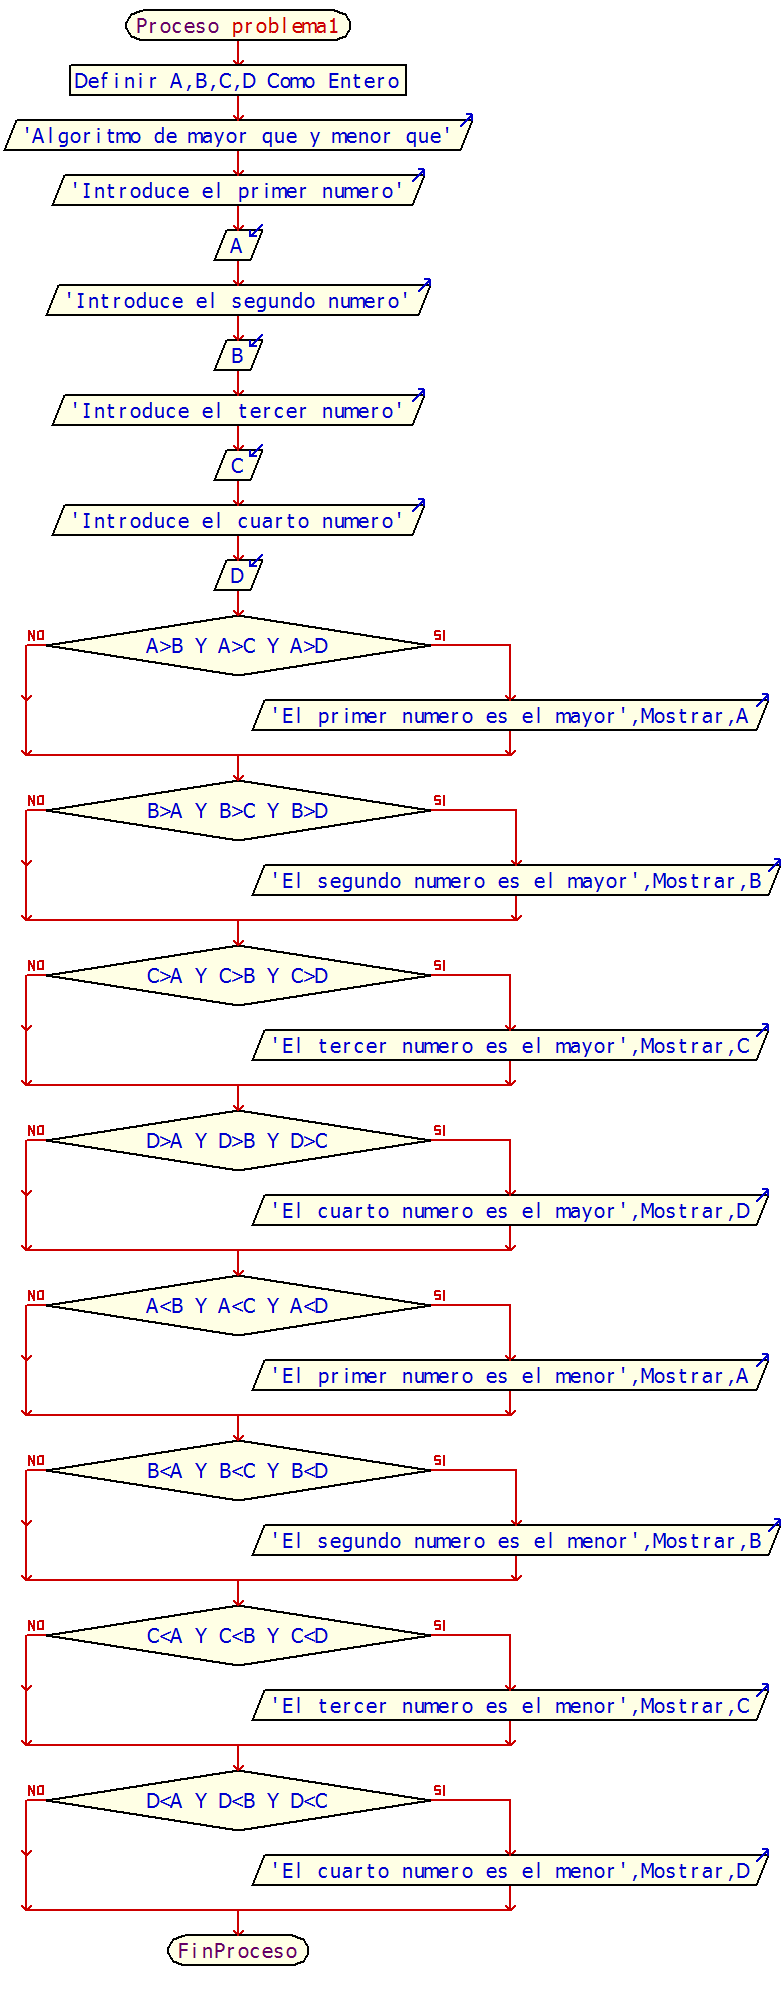 Proceso problema1
Definir A,B,C,D Como Entero
'Algoritmo de mayor que y menor que'
'Introduce el primer numero'
A
'Introduce el segundo numero'
B
'Introduce el tercer numero'
C
'Introduce el cuarto numero'
D
NO A>B Y A>C Y A>D SI
'El primer numero es el mayor',Mostrar,A
NO B>A Y B>C Y B>D SI
'El segundo numero es el mayor',Mostrar,B
NO C>A Y C>B Y C>D SI
'El tercer numero es el mayor',Mostrar,C
NO D>A Y D>B Y D>C SI
'El cuarto numero es el mayor',Mostrar,D
NO A<B Y A<C Y A<D SI
'El primer numero es el menor',Mostrar,A
NO B<A Y B<C Y B<D SI
'El segundo numero es el menor',Mostrar,B
NO C<A Y C<B Y C<D SI
'El tercer numero es el menor',Mostrar,C
NO D<A Y D<B Y D<C SI
'El cuarto numero es el menor',Mostrar,D
FinProceso